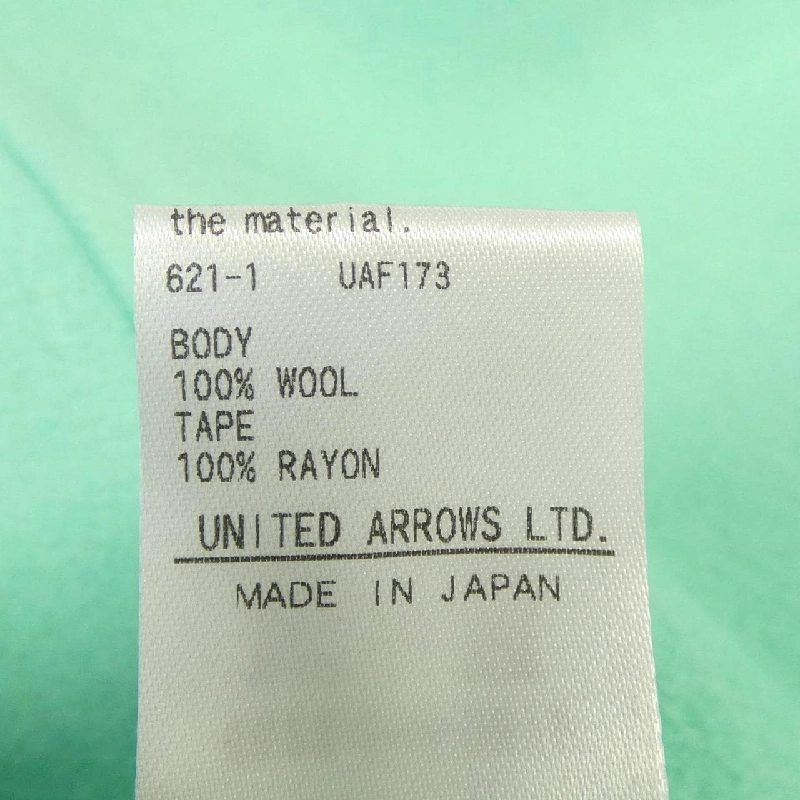 the material.
621-1 UAF173
BODY
100% WOOL
TAPE
100% RAYON
UNITED ARROWS LTD.
MADE IN JAPAN